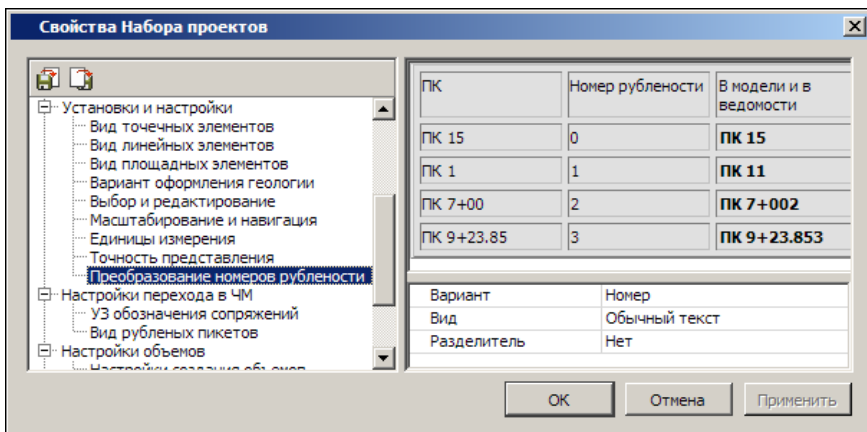 Свойства Набора проектов
Установки и настройки
Вид точечных элементов
Вид линейных элементов
Вид площадных элементов
Вариант оформления геологии
Выбор и редактирование
Масштабирование и навигация
Единицы измерения
Точность представления
Преобразование номеров рублености
Настройки перехода в ЧМ
УЗ обозначения сопряжений
Вид рубленых пикетов
Настройки объемов
Настройки создания объемов
ПК Номер рублености В модели и в
ведомости
ПК 15 0 ПК 15
ПК 1 1 ПК 11
ПК 7+00 2 ПК 7+002
ПК 9+23.85 3 ПК 9+23.853
Вариант Номер
Вид Обычный текст
Разделитель Нет
ОК Отмена Применить